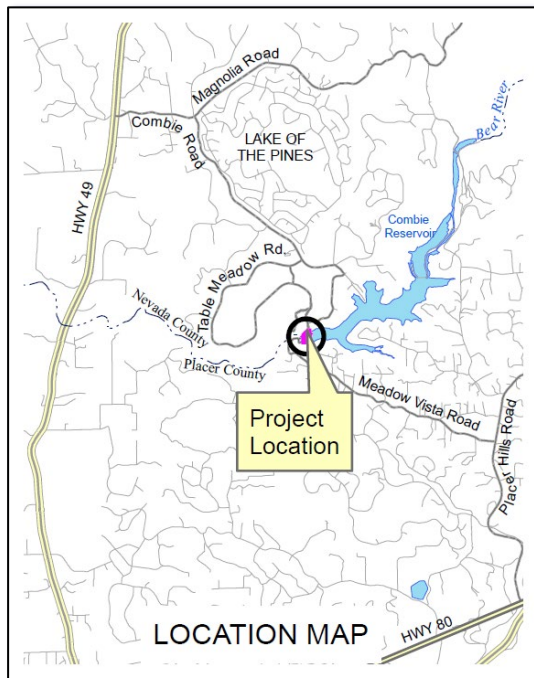 Magnolia Road
Combie Road
Bear River
LAKE OF
THE PINES
HWY 49
Combie
Reservoir
Table Meadow Rd.
Nevada County
Placer County
Meadow Vista Road
Project
Location
Placer Hills Road
LOCATION MAP
HWY 80